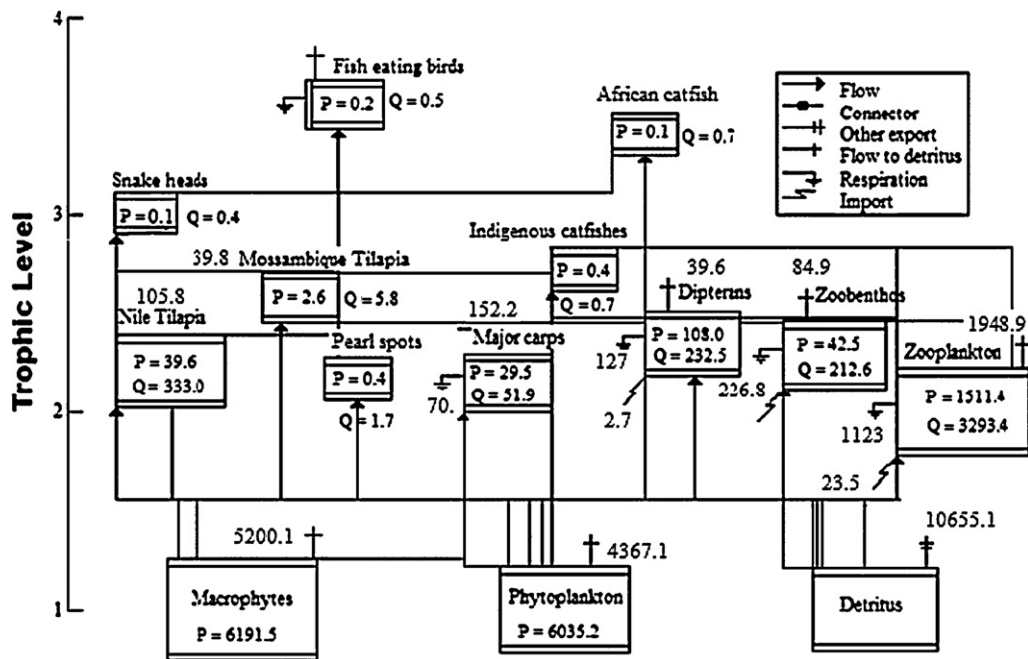 4
Fish eating birds
P = 0.2
Q = 0.5
African catfish
P = 0.1
Q = 0.7
Flow
Connector
Other export
Flow to detritus
Respiration
Import
Trophic Level
Snake heads
3
P = 0.1
Q = 0.4
Indigenous catfishes
39.8
Mossambique Tilapia
P = 0.4
39.6
84.9
105.8
P = 2.6
Q = 5.8
152.2
Q = 0.7
Dipterans
Zoobenthos
Nile Tilapia
1948.9
Pearl spots
Major carps
P = 108.0
Q = 232.5
P = 42.5
Q = 212.6
Zooplankton
P = 39.6
Q = 333.0
P = 0.4
P = 29.5
Q = 51.9
127
226.8
P = 1511.4
Q = 3293.4
2
Q = 1.7
70.
2.7
1123
23.5
5200.1
4367.1
10655.1
1
Macrophytes
P = 6191.5
Phytoplankton
P = 6035.2
Detritus